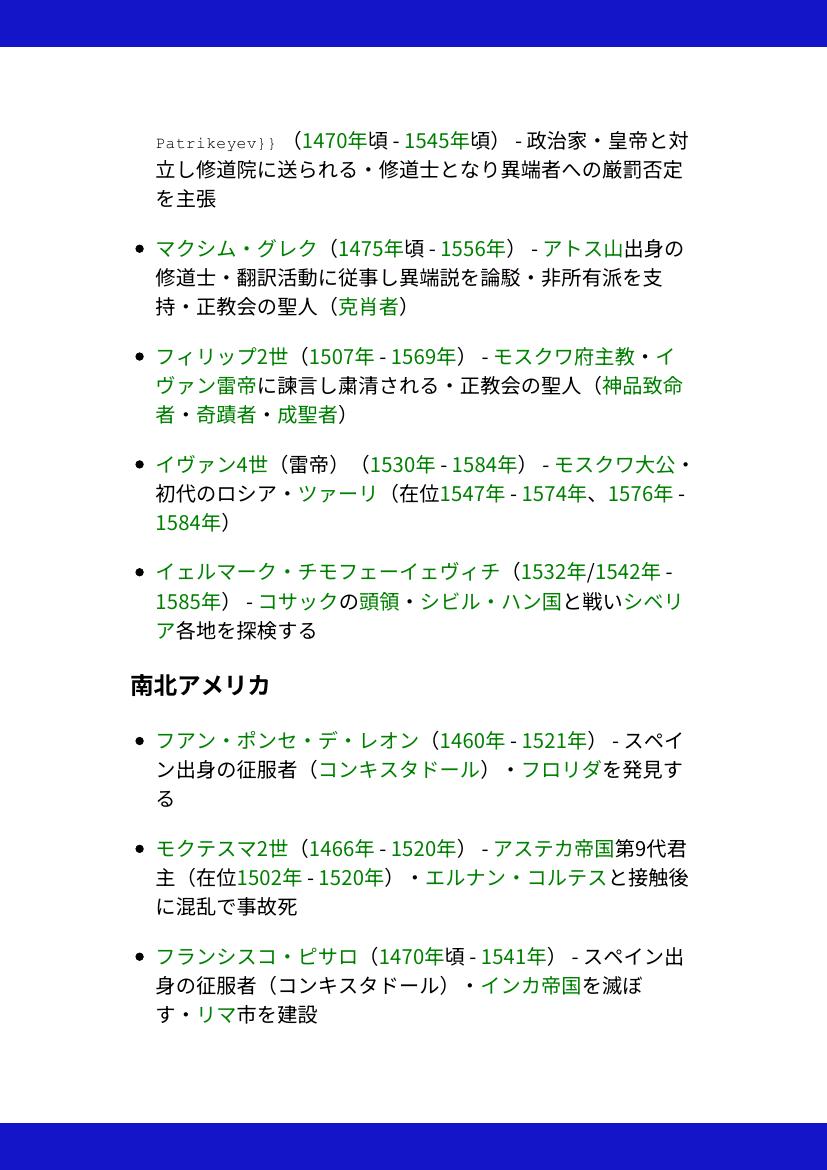 Patrikeyev}} （1470年頃 - 1545年頃） - 政治家・皇帝と対
立し修道院に送られる・修道士となり異端者への厳罰否定
を主張
• マクシム・グレク（1475年頃 - 1556年） - アトス山出身の
修道士・翻訳活動に従事し異端説を論駁・非所有派を支
持・正教会の聖人（克肖者）
• フィリップ2世（1507年 - 1569年） - モスクワ府主教・イ
ヴァン雷帝に諫言し粛清される・正教会の聖人（神品致命
者・奇蹟者・成聖者）
• イヴァン4世（雷帝）（1530年 - 1584年） - モスクワ大公・
初代のロシア・ツァーリ（在位1547年 - 1574年、1576年 -
1584年）
• イェルマーク・チモフェーイェヴィチ（1532年/1542年 -
1585年） - コサックの頭領・シビル・ハン国と戦いシベリ
ア各地を探検する
南北アメリカ
• フアン・ポンセ・デ・レオン（1460年 - 1521年） - スペイ
ン出身の征服者（コンキスタドール）・フロリダを発見す
る
• モクテスマ2世（1466年 - 1520年） - アステカ帝国第9代君
主（在位1502年 - 1520年）・エルナン・コルテスと接触後
に混乱で事故死
• フランシスコ・ピサロ（1470年頃 - 1541年） - スペイン出
身の征服者（コンキスタドール）・インカ帝国を滅ぼ
す・リマ市を建設